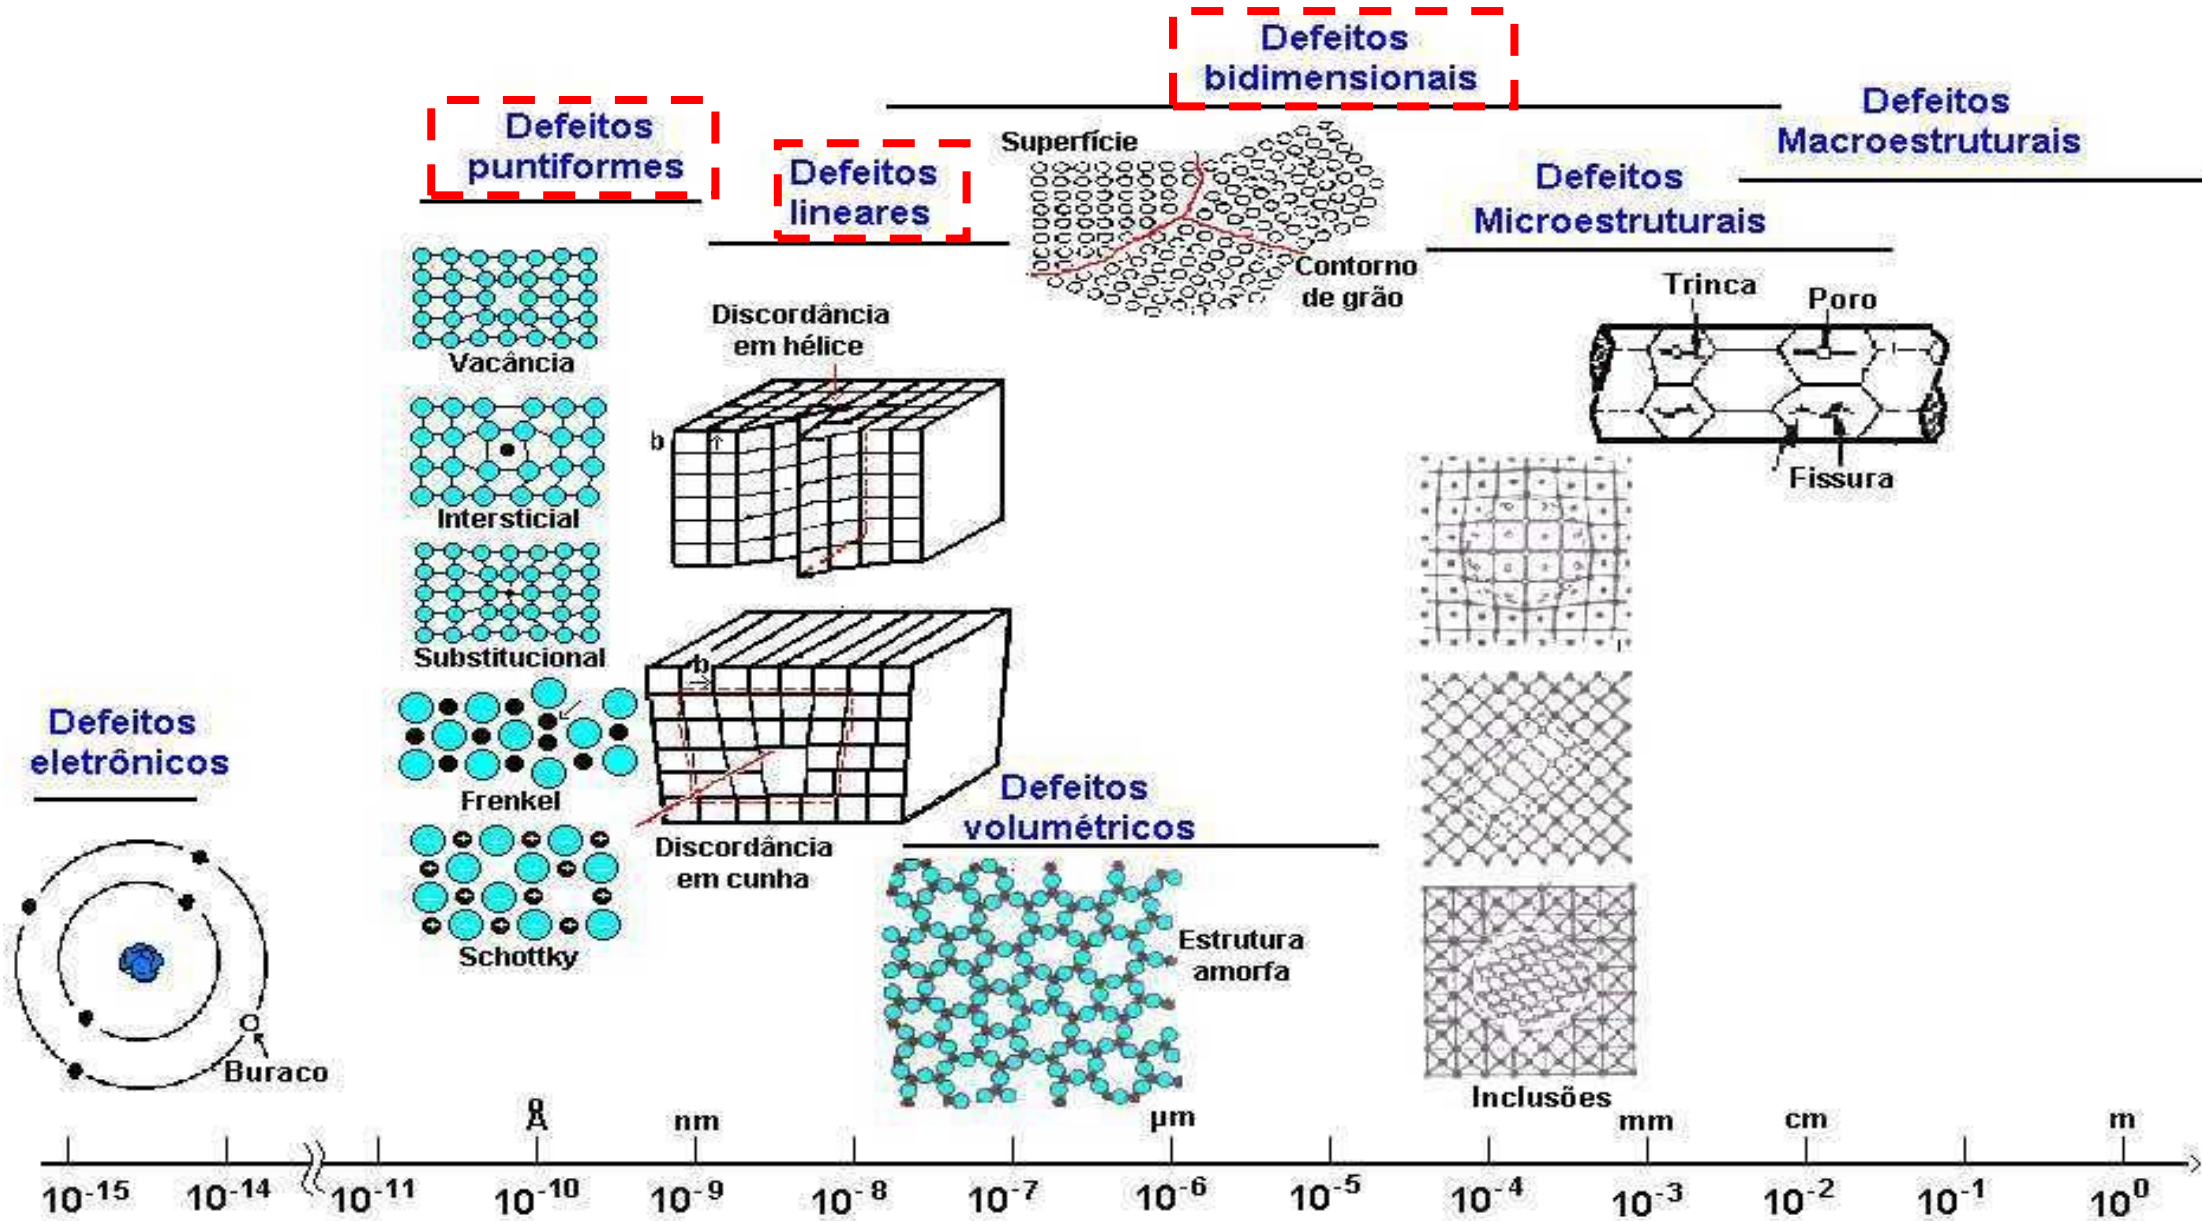 Defeitos
bidimensionais
Defeitos
Macroestruturais
Defeitos
puntiformes
Defeitos
lineares
Defeitos
Microestruturais
Superfície
Contorno
de grão
Trinca
Poro
Fissura
Vacância
Intersticial
Substitucional
Frenkel
Schottky
Discordância
em hélice
b
b
Discordância
em cunha
Defeitos
eletrônicos
Buraco
Defeitos
volumétricos
Estrutura
amorfa
Inclusões
Å nm µm mm cm m
10-15 10-14 10-11 10-10 10-9 10-8 10-7 10-6 10-5 10-4 10-3 10-2 10-1 100